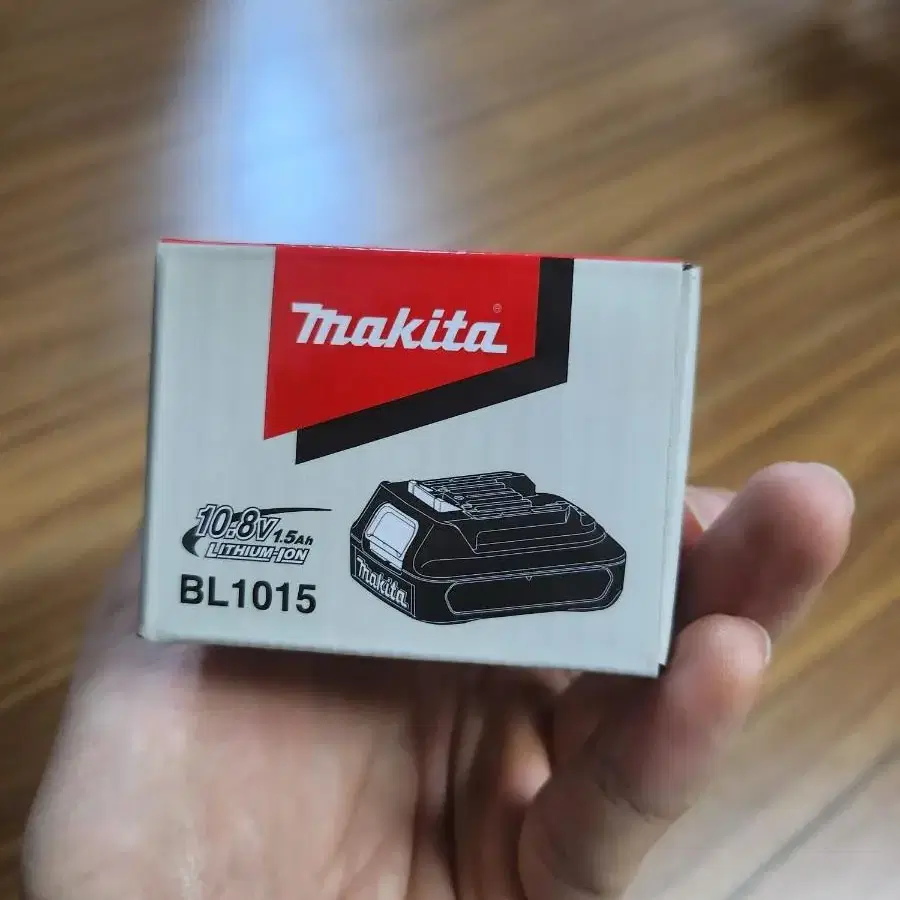 makita®
10.8V 1.5Ah
LITHIUM-ION
BL1015
makita